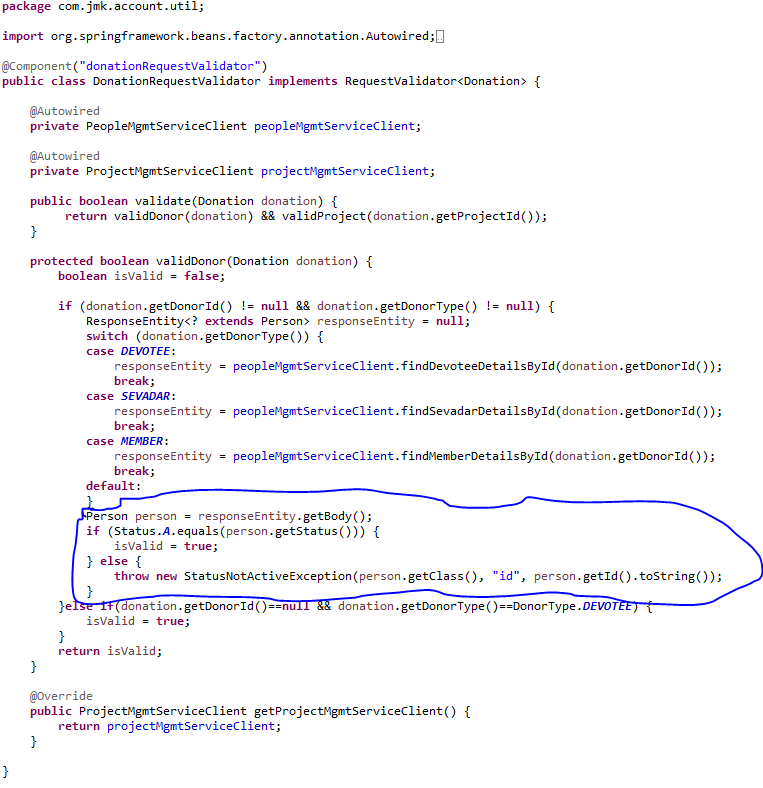 package com.jmk.account.util;
import org.springframework.beans.factory.annotation.Autowired;
@Component("donationRequestValidator")
public class DonationRequestValidator implements RequestValidator<Donation> {
@Autowired
private PeopleMgmtServiceClient peopleMgmtServiceClient;
@Autowired
private ProjectMgmtServiceClient projectMgmtServiceClient;
public boolean validate(Donation donation) {
return validDonor(donation) && validProject(donation.getProjectId());
}
protected boolean validDonor(Donation donation) {
boolean isValid = false;
if (donation.getDonorId() != null && donation.getDonorType() != null) {
ResponseEntity<? extends Person> responseEntity = null;
switch (donation.getDonorType()) {
case DEVOTEE:
responseEntity = peopleMgmtServiceClient.findDevoteeDetailsById(donation.getDonorId());
break;
case SEVADAR:
responseEntity = peopleMgmtServiceClient.findSevadarDetailsById(donation.getDonorId());
break;
case MEMBER:
responseEntity = peopleMgmtServiceClient.findMemberDetailsById(donation.getDonorId());
break;
default:
}
Person person = responseEntity.getBody();
if (Status.A.equals(person.getStatus())) {
isValid = true;
} else {
throw new StatusNotActiveException(person.getClass(), "id", person.getId().toString());
}
}else if(donation.getDonorId()==null && donation.getDonorType()==DonorType.DEVOTEE) {
isValid = true;
}
return isValid;
}
@Override
public ProjectMgmtServiceClient getProjectMgmtServiceClient() {
return projectMgmtServiceClient;
}
}